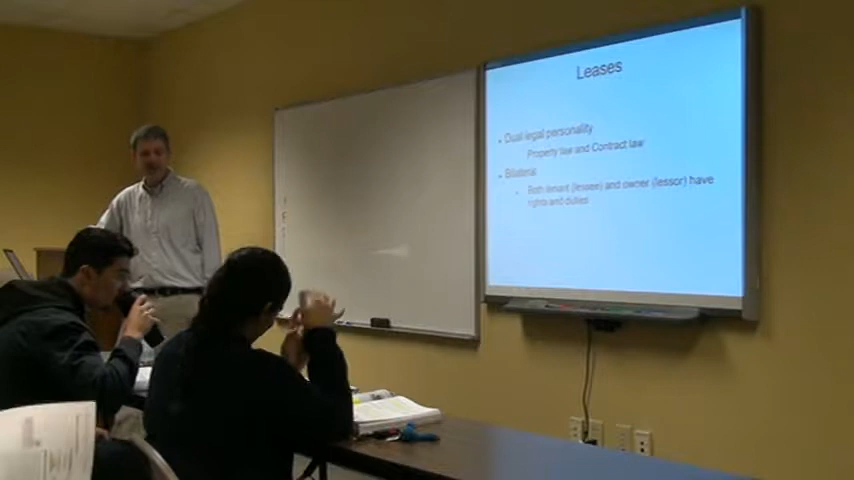 Leases
Dual legal personality
Property law and Contract law
Bilateral
Both tenant (lessee) and owner (lessor) have
rights and duties